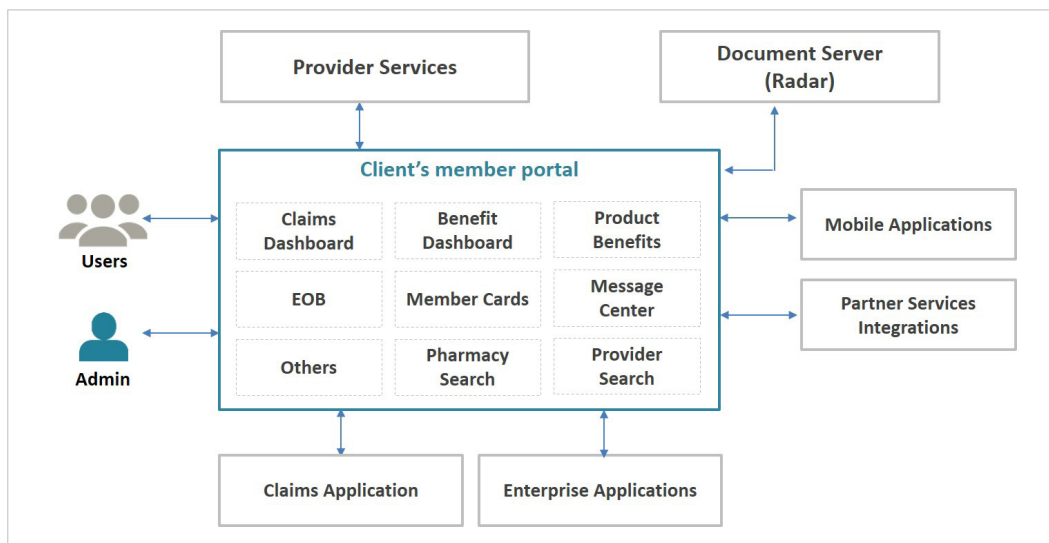 Provider Services
Document Server
(Radar)
Client’s member portal
Claims
Dashboard
Benefit
Dashboard
Product
Benefits
Users
Mobile Applications
EOB
Member Cards
Message
Center
Partner Services
Integrations
Admin
Others
Pharmacy
Search
Provider
Search
Claims Application
Enterprise Applications